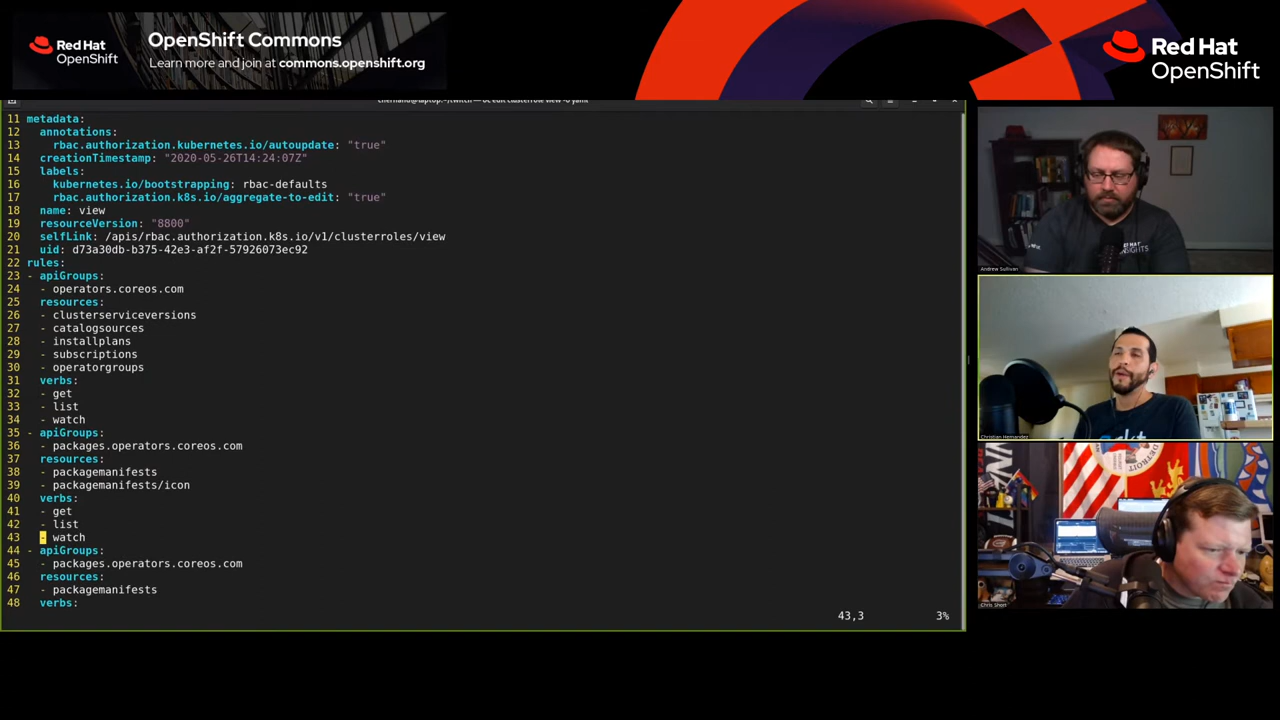 Red Hat
OpenShift
OpenShift Commons
Learn more and join at commons.openshift.org
Red Hat
OpenShift
11 metadata:
12   annotations:
13     rbac.authorization.kubernetes.io/autoupdate: "true"
14   creationTimestamp: "2020-05-26T14:24:07Z"
15   labels:
16     kubernetes.io/bootstrapping: rbac-defaults
17     rbac.authorization.k8s.io/aggregate-to-edit: "true"
18   name: view
19   resourceVersion: "8800"
20   selfLink: /apis/rbac.authorization.k8s.io/v1/clusterroles/view
21   uid: d73a30db-b375-42e3-af2f-57926073ec92
22 rules:
23 - apiGroups:
24   - operators.coreos.com
25   resources:
26   - clusterserviceversions
27   - catalogsources
28   - installplans
29   - subscriptions
30   - operatorgroups
31   verbs:
32   - get
33   - list
34   - watch
35 - apiGroups:
36   - packages.operators.coreos.com
37   resources:
38   - packagemanifests
39   - packagemanifests/icon
40   verbs:
41   - get
42   - list
43   - watch
44 - apiGroups:
45   - packages.operators.coreos.com
46   resources:
47   - packagemanifests
48   verbs:
43,3 3%
Andrew Sullivan
Christian Hernandez
Chris Short